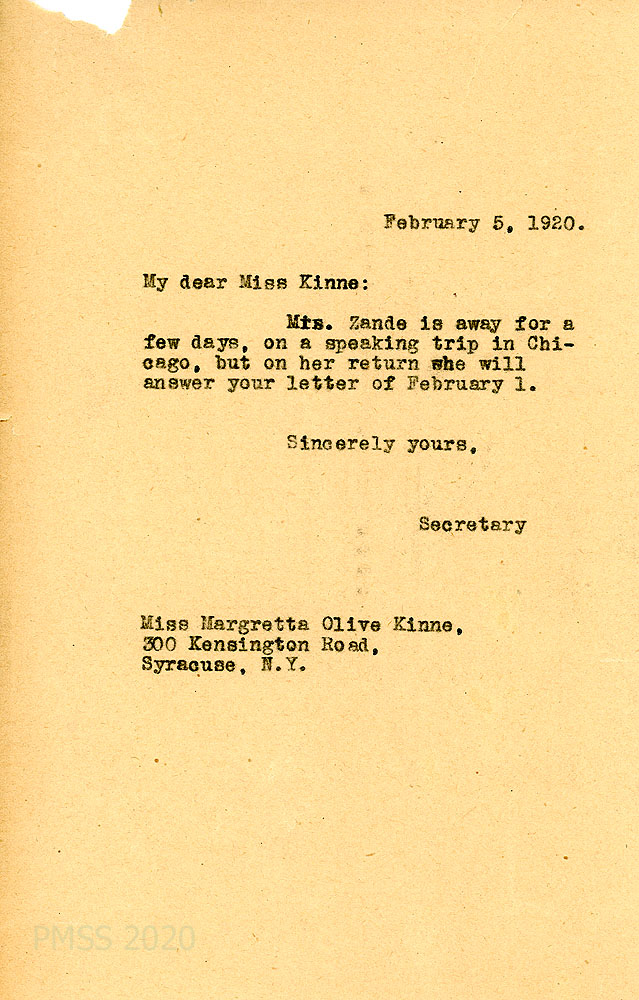 February 5, 1920.
My dear Miss Kinne:
Mrs. Zande is away for a
few days, on a speaking trip in Chi-
cago, but on her return she will
answer your letter of February 1.
Sincerely yours,
Secretary
Miss Margretta Olive Kinne,
300 Kensington Road,
Syracuse, N.Y.
PMSS 2020